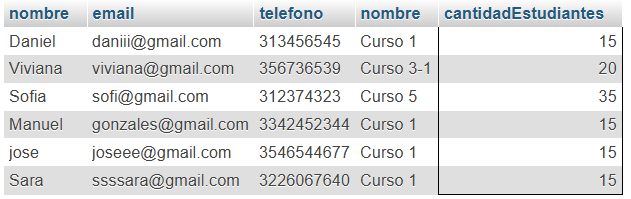 nombre email telefono nombre cantidadEstudiantes
Daniel daniii@gmail.com 313456545 Curso 1 15
Viviana viviana@gmail.com 356736539 Curso 3-1 20
Sofia sofi@gmail.com 312374323 Curso 5 35
Manuel gonzales@gmail.com 3342452344 Curso 1 15
jose joseee@gmail.com 3546544677 Curso 1 15
Sara ssssara@gmail.com 3226067640 Curso 1 15